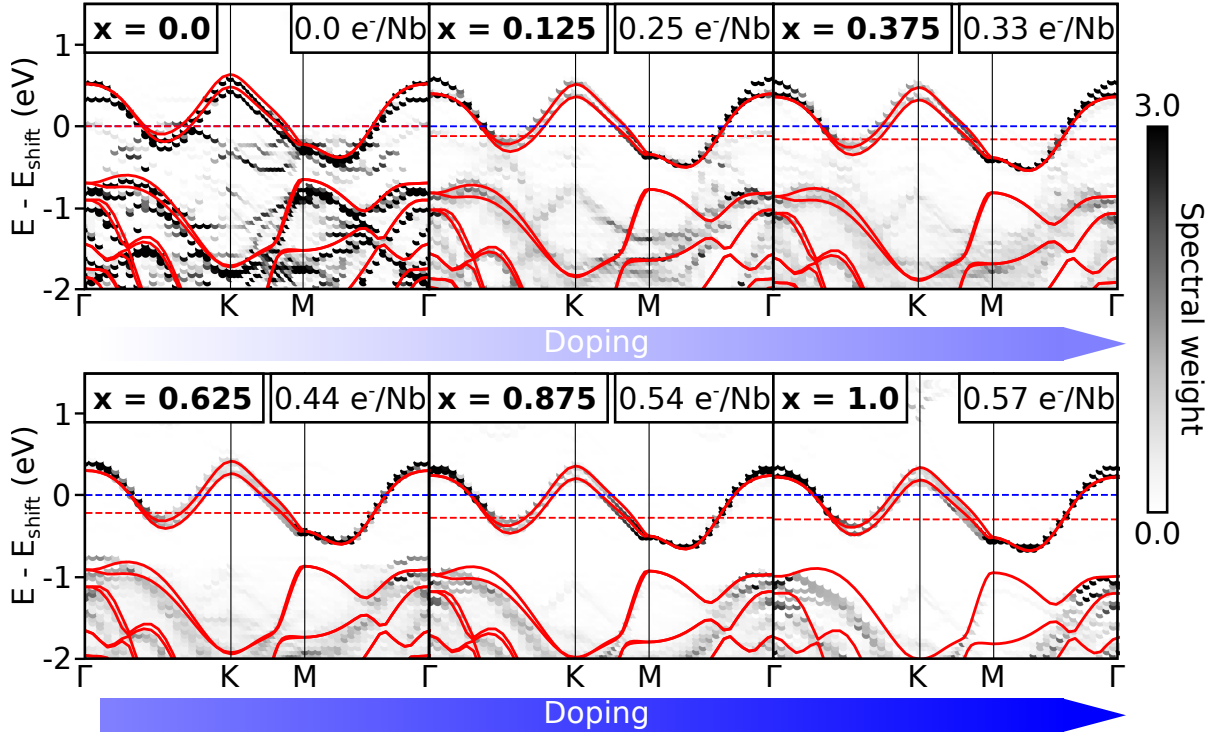 x = 0.0 0.0 e⁻/Nb x = 0.125 0.25 e⁻/Nb x = 0.375 0.33 e⁻/Nb
1
0
-1
-2
E - E_shift (eV)
Γ K M Γ K M Γ K M Γ
Doping
x = 0.625 0.44 e⁻/Nb x = 0.875 0.54 e⁻/Nb x = 1.0 0.57 e⁻/Nb
1
0
-1
-2
E - E_shift (eV)
Γ K M Γ K M Γ K M Γ
Doping
3.0
0.0
Spectral weight